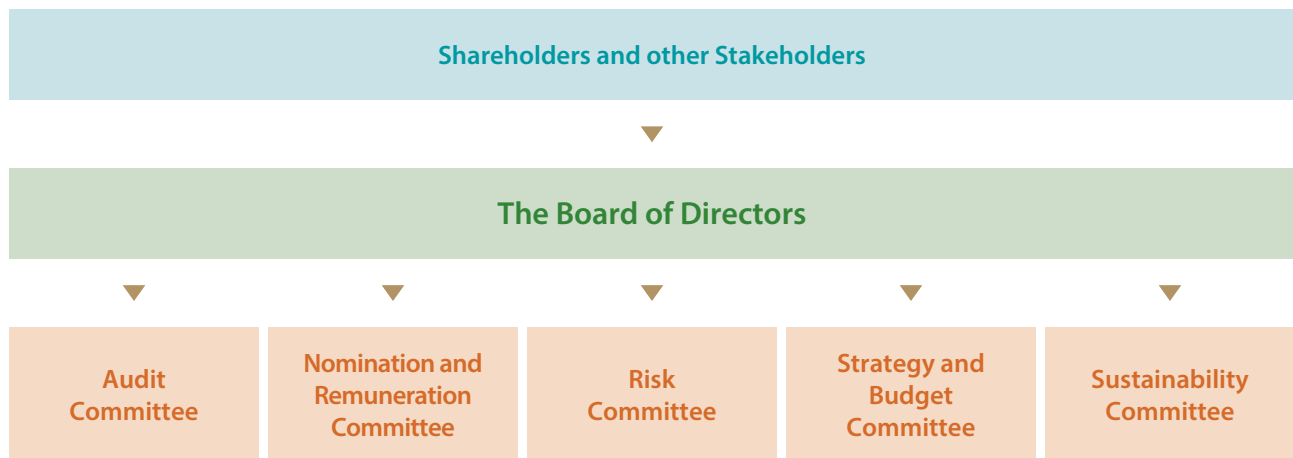 Shareholders and other Stakeholders
The Board of Directors
Audit
Committee
Nomination and
Remuneration
Committee
Risk
Committee
Strategy and
Budget
Committee
Sustainability
Committee